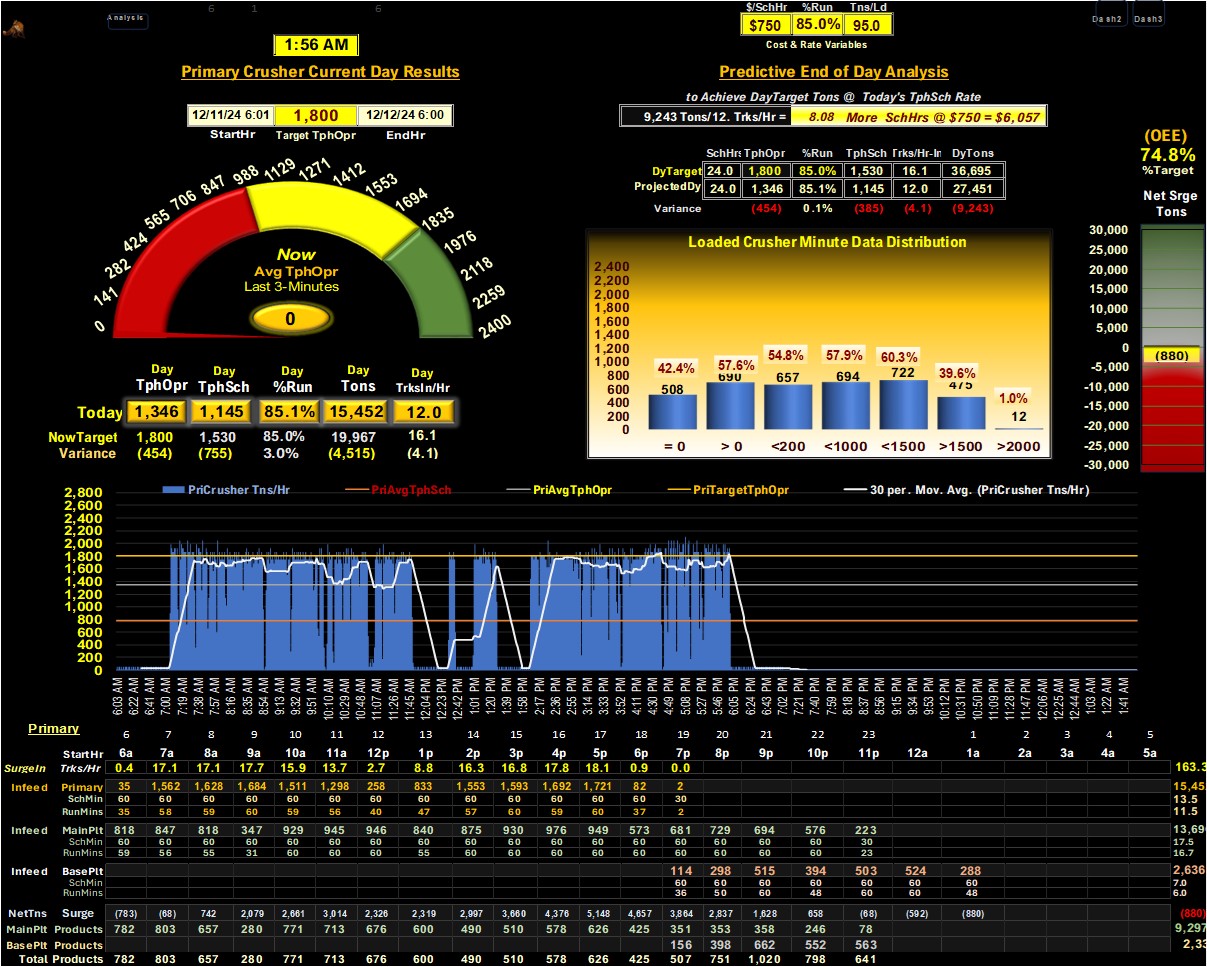 6 1 6
Analysis
$/SchHr %Run Tns/Ld
$750 85.0% 95.0
Cost & Rate Variables
Dash2 Dash3
1:56 AM
Primary Crusher Current Day Results
Predictive End of Day Analysis
to Achieve DayTarget Tons @ Today's TphSch Rate
12/11/24 6:01 1,800 12/12/24 6:00
StartHr Target TphOpr EndHr
9,243 Tons/12. Trks/Hr = 8.08 More SchHrs @ $750 = $6,057
(OEE)
74.8%
%Target
SchHrs TphOpr %Run TphSch Trks/Hr-In DyTons
DyTarget 24.0 1,800 85.0% 1,530 16.1 36,695
ProjectedDy 24.0 1,346 85.1% 1,145 12.0 27,451
Variance (454) 0.1% (385) (4.1) (9,243)
Net Srge
Tons
30,000
25,000
20,000
15,000
10,000
5,000
0
(880)
-5,000
-10,000
-15,000
-20,000
-25,000
-30,000
0 141 282 424 565 706 847 988 1129 1271 1412 1553 1694 1835 1976 2118 2259 2400
Now
Avg TphOpr
Last 3-Minutes
0
Loaded Crusher Minute Data Distribution
2,400
2,200
2,000
1,800
1,600
1,400
1,200
1,000
800
600
400
200
0
42.4% 57.6% 54.8% 57.9% 60.3% 39.6% 1.0%
508 690 657 694 722 475 12
= 0 > 0 <200 <1000 <1500 >1500 >2000
Day Day Day Day Day
TphOpr TphSch %Run Tons TrksIn/Hr
Today 1,346 1,145 85.1% 15,452 12.0
NowTarget 1,800 1,530 85.0% 19,967 16.1
Variance (454) (755) 3.0% (4,515) (4.1)
PriCrusher Tns/Hr PriAvgTphSch PriAvgTphOpr PriTargetTphOpr 30 per. Mov. Avg. (PriCrusher Tns/Hr)
2,800
2,600
2,400
2,200
2,000
1,800
1,600
1,400
1,200
1,000
800
600
400
200
0
6:03 AM 6:22 AM 6:41 AM 7:00 AM 7:19 AM 7:38 AM 7:57 AM 8:16 AM 8:35 AM 8:54 AM 9:13 AM 9:32 AM 9:51 AM 10:10 AM 10:29 AM 10:48 AM 11:07 AM 11:26 AM 11:45 AM 12:04 PM 12:23 PM 12:42 PM 1:01 PM 1:20 PM 1:39 PM 1:58 PM 2:17 PM 2:36 PM 2:55 PM 3:14 PM 3:33 PM 3:52 PM 4:11 PM 4:30 PM 4:49 PM 5:08 PM 5:27 PM 5:46 PM 6:05 PM 6:24 PM 6:43 PM 7:02 PM 7:21 PM 7:40 PM 7:59 PM 8:18 PM 8:37 PM 8:56 PM 9:15 PM 9:34 PM 9:53 PM 10:12 PM 10:31 PM 10:50 PM 11:09 PM 11:28 PM 11:47 PM 12:06 AM 12:25 AM 12:44 AM 1:03 AM 1:22 AM 1:41 AM
Primary
6 7 8 9 10 11 12 13 14 15 16 17 18 19 20 21 22 23 1 2 3 4 5
StartHr 6a 7a 8a 9a 10a 11a 12p 1p 2p 3p 4p 5p 6p 7p 8p 9p 10p 11p 12a 1a 2a 3a 4a 5a
SurgeIn Trks/Hr 0.4 17.1 17.1 17.7 15.9 13.7 2.7 8.8 16.3 16.8 17.8 18.1 0.9 0.0 163.3
Infeed Primary 35 1,562 1,628 1,684 1,511 1,298 258 833 1,553 1,593 1,692 1,721 82 2 15,45
SchMin 60 60 60 60 60 60 60 60 60 60 60 60 60 30 13.5
RunMins 35 58 59 60 59 56 40 47 57 60 59 60 37 2 11.5
Infeed MainPlt 818 847 818 347 929 945 946 840 875 930 976 949 573 681 729 694 576 223 13,69
SchMin 60 60 60 60 60 60 60 60 60 60 60 60 60 60 60 60 60 30 17.5
RunMins 59 56 55 31 60 60 60 55 60 60 60 60 60 60 60 60 60 23 16.7
Infeed BasePlt 114 298 515 394 503 524 288 2,636
SchMin 60 60 60 60 60 60 60 7.0
RunMins 36 50 60 48 60 60 48 6.0
NetTns Surge (783) (68) 742 2,079 2,661 3,014 2,326 2,319 2,997 3,660 4,376 5,148 4,657 3,864 2,837 1,628 658 (68) (592) (880) (880)
MainPlt Products 782 803 657 280 771 713 676 600 490 510 578 626 425 351 353 358 246 78 9,297
BasePlt Products 156 398 662 552 563 2,33
Total Products 782 803 657 280 771 713 676 600 490 510 578 626 425 507 751 1,020 798 641